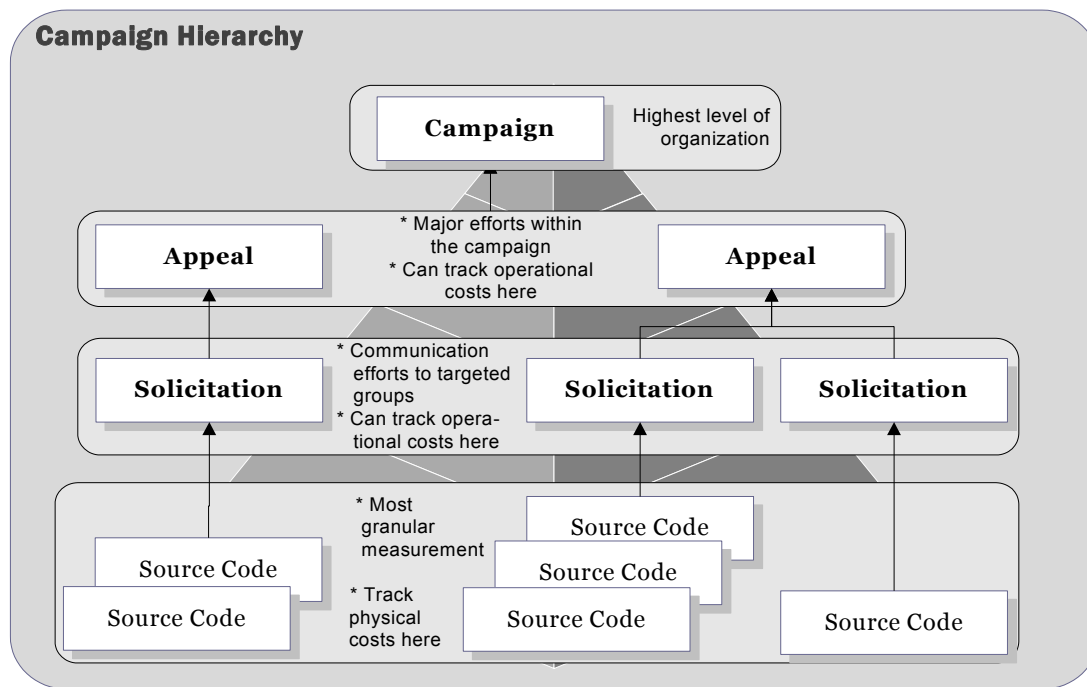 Campaign Hierarchy
Campaign
Highest level of
organization
Appeal
* Major efforts within
the campaign
* Can track operational
costs here
Appeal
Solicitation
* Communication
efforts to targeted
groups
* Can track opera-
tional costs here
Solicitation
Solicitation
Source Code
Source Code
* Most
granular
measurement
* Track
physical
costs here
Source Code
Source Code
Source Code
Source Code